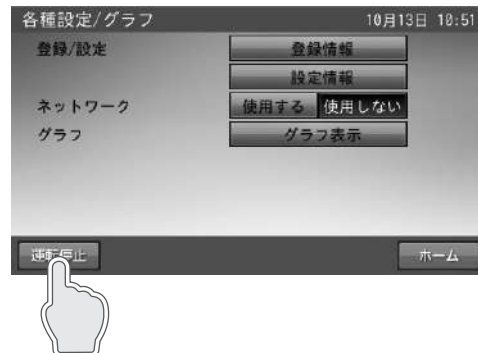 各種設定/グラフ 10月13日 10:51
登録/設定 登録情報
設定情報
ネットワーク 使用する 使用しない
グラフ グラフ表示
運転停止 ホーム